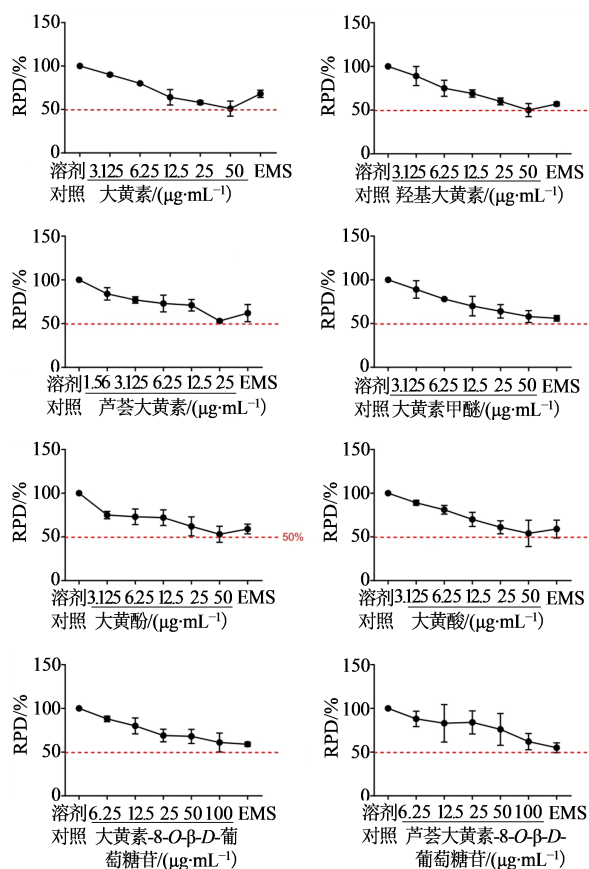 150
100
50
0
RPD/%
溶剂 3.125 6.25 12.5 25 50 EMS
对照 大黄素/(μg·mL⁻¹)
150
100
50
0
RPD/%
溶剂 3.125 6.25 12.5 25 50 EMS
对照 羟基大黄素/(μg·mL⁻¹)
150
100
50
0
RPD/%
溶剂 1.56 3.125 6.25 12.5 25 EMS
对照 芦荟大黄素/(μg·mL⁻¹)
150
100
50
0
RPD/%
溶剂 3.125 6.25 12.5 25 50 EMS
对照 大黄素甲醚/(μg·mL⁻¹)
150
100
50
0
RPD/%
50%
溶剂 3.125 6.25 12.5 25 50 EMS
对照 大黄酚/(μg·mL⁻¹)
150
100
50
0
RPD/%
溶剂 3.125 6.25 12.5 25 50 EMS
对照 大黄酸/(μg·mL⁻¹)
150
100
50
0
RPD/%
溶剂 6.25 12.5 25 50 100 EMS
对照 大黄素-8-O-β-D-葡
萄糖苷/(μg·mL⁻¹)
150
100
50
0
RPD/%
溶剂 6.25 12.5 25 50 100 EMS
对照 芦荟大黄素-8-O-β-D-
葡萄糖苷/(μg·mL⁻¹)